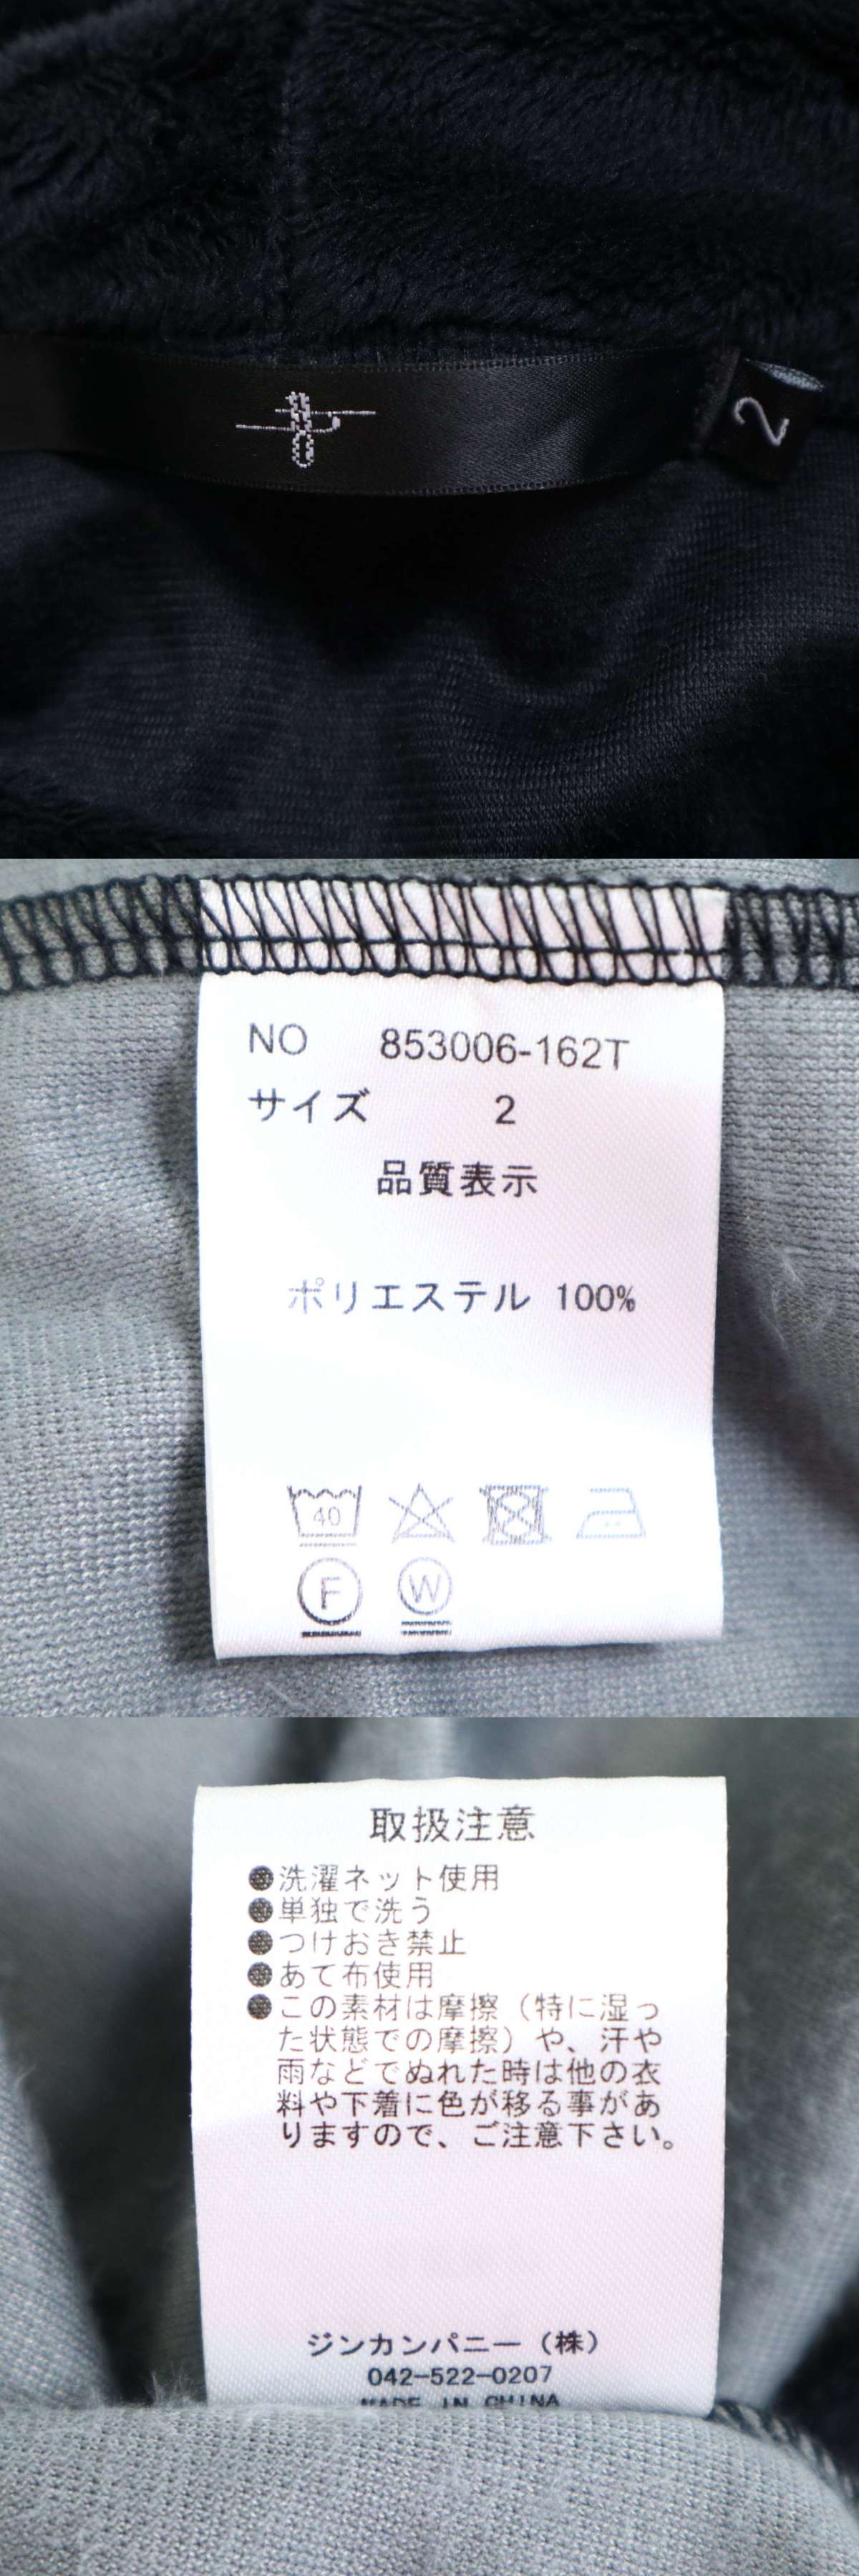 2
NO 853006-162T
サイズ 2
品質表示
ポリエステル 100%
40
F W
取扱注意
●洗濯ネット使用
●単独で洗う
●つけおき禁止
●あて布使用
●この素材は摩擦（特に湿っ
た状態での摩擦）や、汗や
雨などでぬれた時は他の衣
料や下着に色が移る事があ
りますので、ご注意下さい。
ジンカンパニー（株）
042-522-0207
MADE IN CHINA